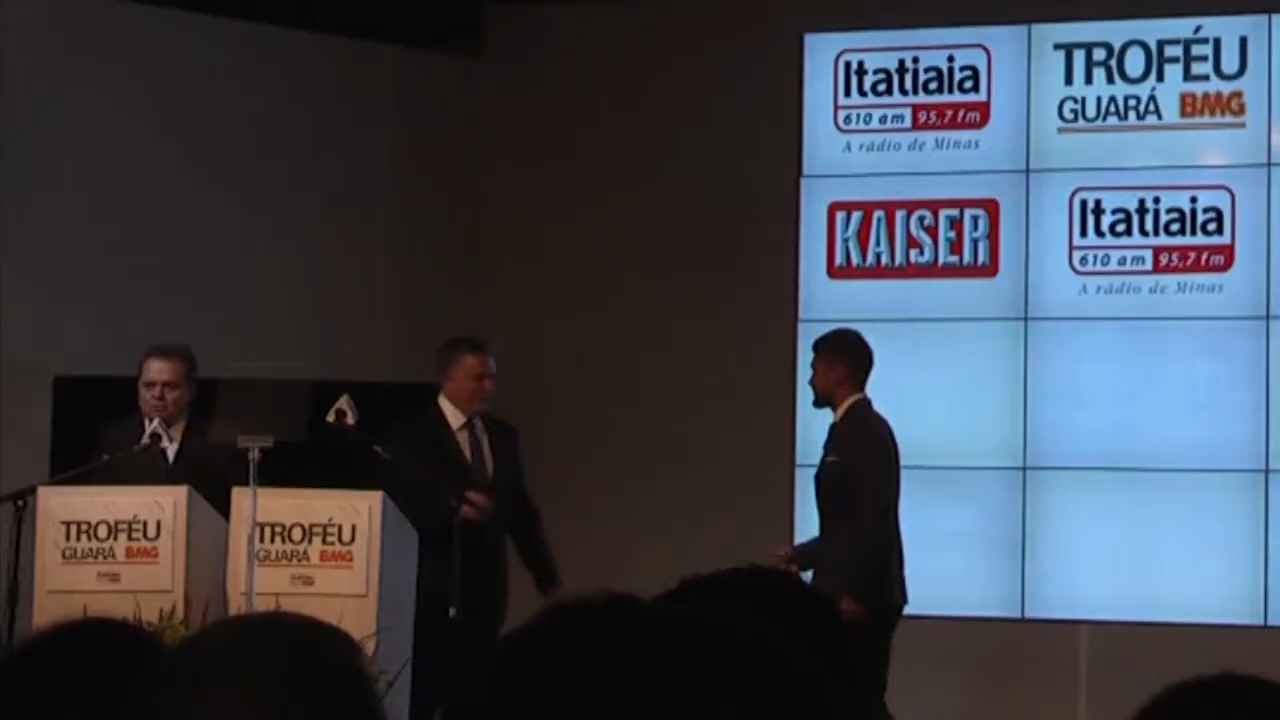 Itatiaia
610 am 95,7 fm
A rádio de Minas
TROFÉU
GUARÁ BMG
KAISER
Itatiaia
610 am 95,7 fm
A rádio de Minas
TROFÉU
GUARÁ BMG
TROFÉU
GUARÁ BMG